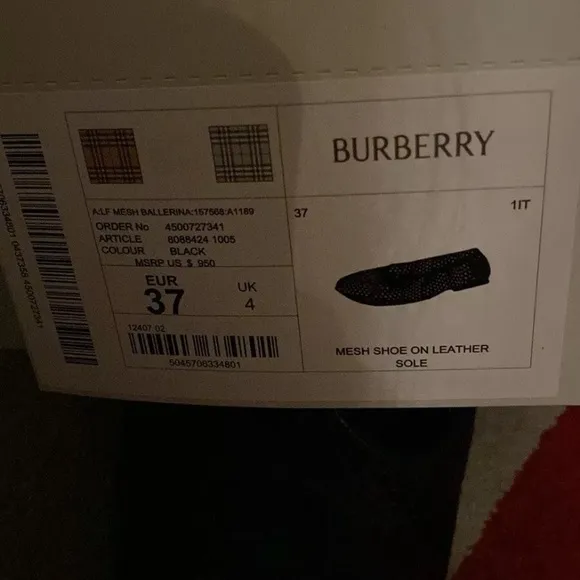 BURBERRY
A:LF MESH BALLERINA:157568:A1189
ORDER No 4500727341
ARTICLE 8088424 1005
COLOUR BLACK
MSRP US $ 950
EUR
37
UK
4
12407 02
5045706334801
37
1IT
MESH SHOE ON LEATHER
SOLE